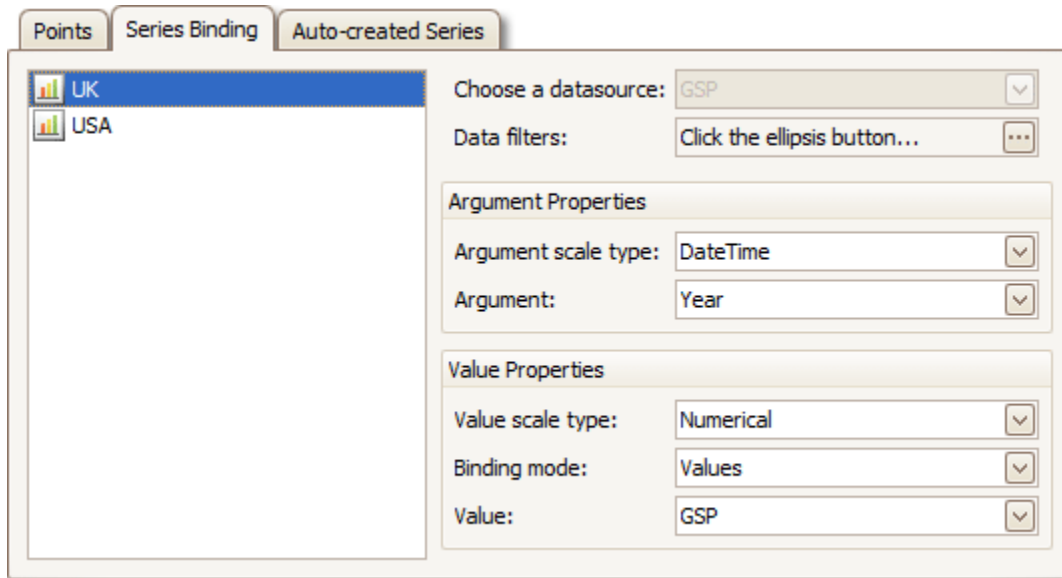 Points Series Binding Auto-created Series
UK
USA
Choose a datasource: GSP
Data filters: Click the ellipsis button...
Argument Properties
Argument scale type: DateTime
Argument: Year
Value Properties
Value scale type: Numerical
Binding mode: Values
Value: GSP